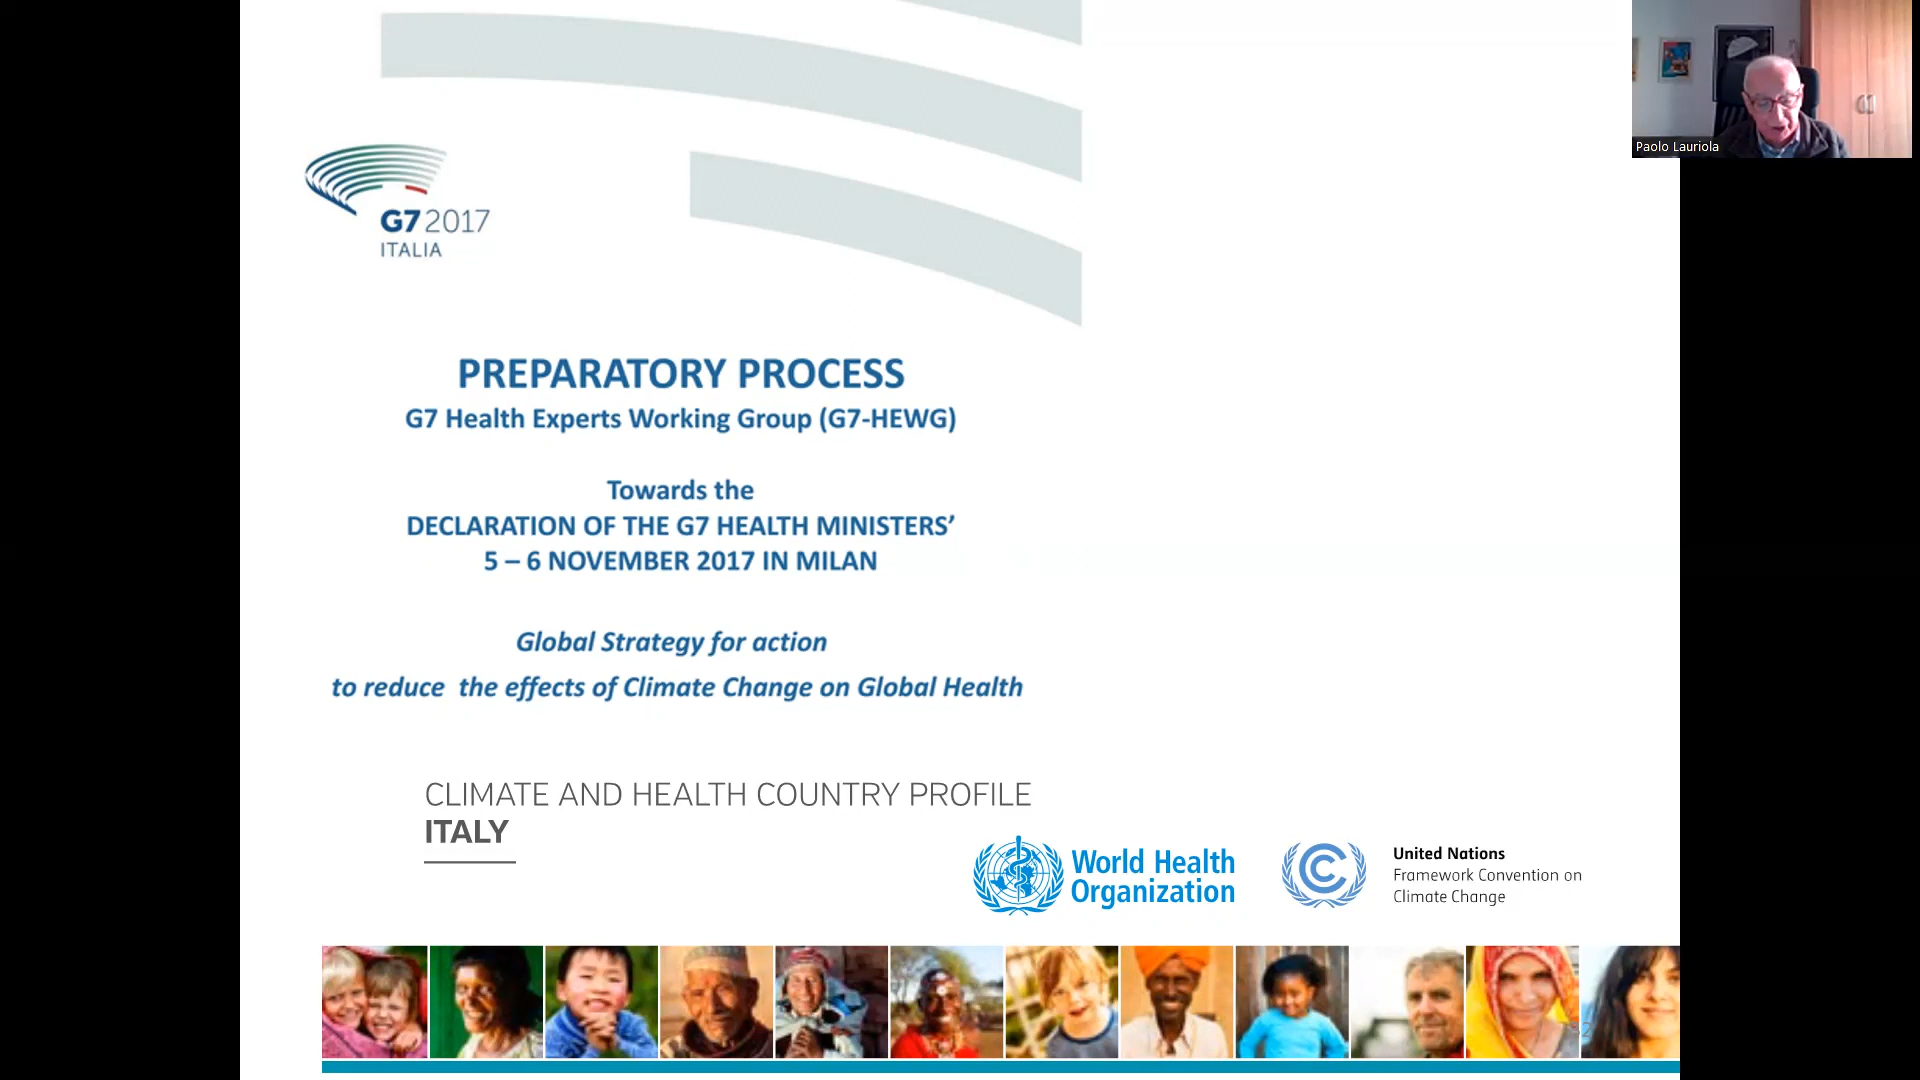 Paolo Lauriola
G7 2017
ITALIA
PREPARATORY PROCESS
G7 Health Experts Working Group (G7-HEWG)
Towards the
DECLARATION OF THE G7 HEALTH MINISTERS’
5 – 6 NOVEMBER 2017 IN MILAN
Global Strategy for action
to reduce the effects of Climate Change on Global Health
CLIMATE AND HEALTH COUNTRY PROFILE
ITALY
World Health
Organization
United Nations
Framework Convention on
Climate Change